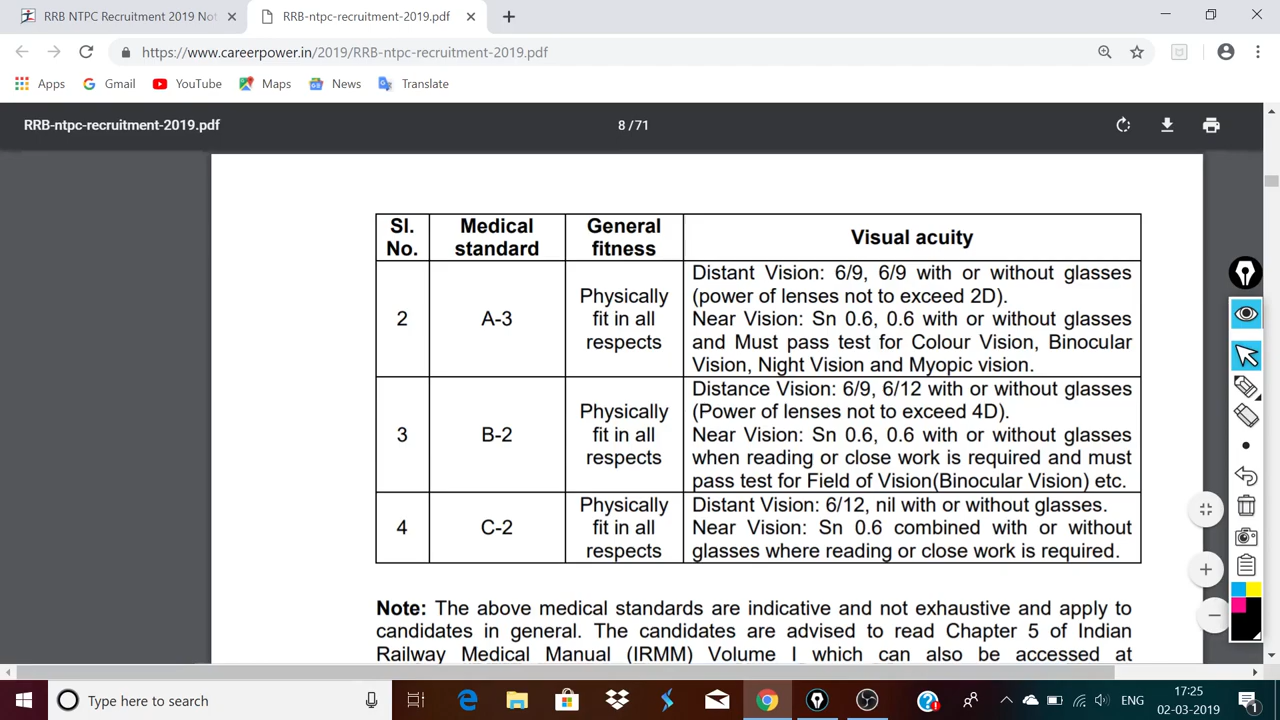 RRB NTPC Recruitment 2019 Not
RRB-ntpc-recruitment-2019.pdf
https://www.careerpower.in/2019/RRB-ntpc-recruitment-2019.pdf
Apps
Gmail
YouTube
Maps
News
Translate
RRB-ntpc-recruitment-2019.pdf
8 / 71
Sl. No.
Medical standard
General fitness
Visual acuity
2
A-3
Physically fit in all respects
Distant Vision: 6/9, 6/9 with or without glasses
(power of lenses not to exceed 2D).
Near Vision: Sn 0.6, 0.6 with or without glasses
and Must pass test for Colour Vision, Binocular
Vision, Night Vision and Myopic vision.
3
B-2
Physically fit in all respects
Distance Vision: 6/9, 6/12 with or without glasses
(Power of lenses not to exceed 4D).
Near Vision: Sn 0.6, 0.6 with or without glasses
when reading or close work is required and must
pass test for Field of Vision(Binocular Vision) etc.
4
C-2
Physically fit in all respects
Distant Vision: 6/12, nil with or without glasses.
Near Vision: Sn 0.6 combined with or without
glasses where reading or close work is required.
Note: The above medical standards are indicative and not exhaustive and apply to
candidates in general. The candidates are advised to read Chapter 5 of Indian
Railway Medical Manual (IRMM) Volume I which can also be accessed at
Type here to search
ENG
17:25
02-03-2019
1